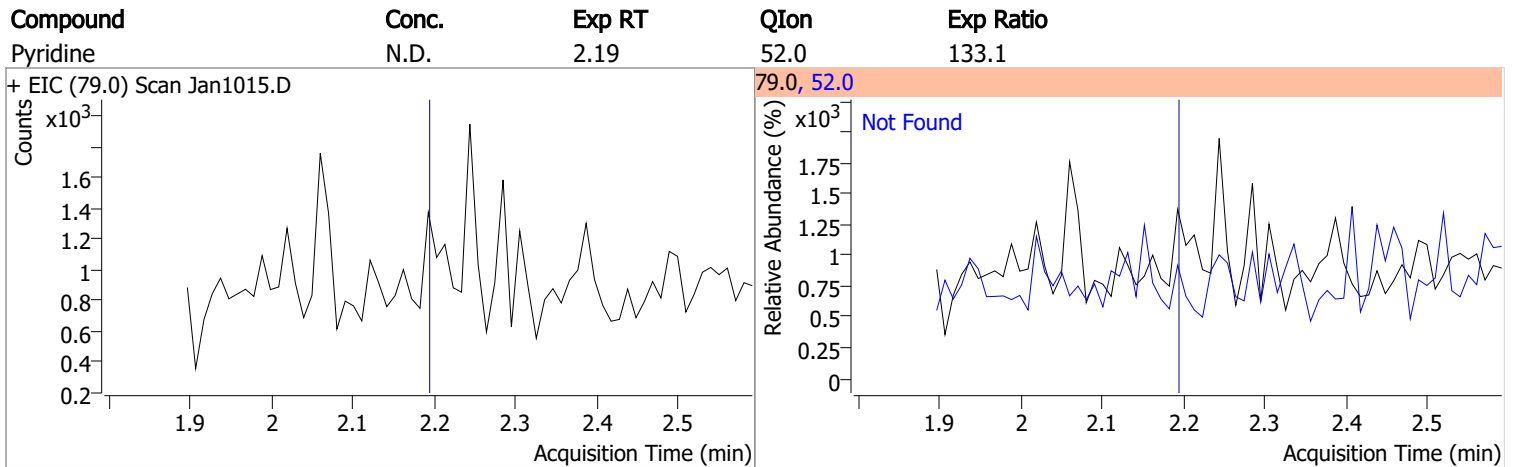 Compound Conc. Exp RT QIon Exp Ratio
Pyridine N.D. 2.19 52.0 133.1
+ EIC (79.0) Scan Jan1015.D
Counts
x10³
1.6
1.4
1.2
1
0.8
0.6
0.4
0.2
1.9 2 2.1 2.2 2.3 2.4 2.5
Acquisition Time (min)
79.0, 52.0
Relative Abundance (%)
x10³
Not Found
1.75
1.5
1.25
1
0.75
0.5
0.25
0
1.9 2 2.1 2.2 2.3 2.4 2.5
Acquisition Time (min)